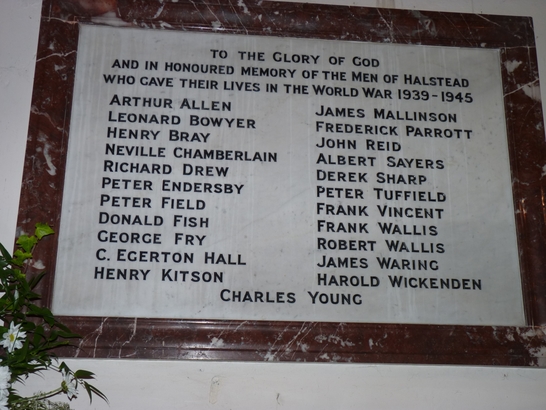 TO THE GLORY OF GOD
AND IN HONOURED MEMORY OF THE MEN OF HALSTEAD
WHO GAVE THEIR LIVES IN THE WORLD WAR 1939-1945
ARTHUR ALLEN
LEONARD BOWYER
HENRY BRAY
NEVILLE CHAMBERLAIN
RICHARD DREW
PETER ENDERSBY
PETER FIELD
DONALD FISH
GEORGE FRY
C. EGERTON HALL
HENRY KITSON
JAMES MALLINSON
FREDERICK PARROTT
JOHN REID
ALBERT SAYERS
DEREK SHARP
PETER TUFFIELD
FRANK VINCENT
FRANK WALLIS
ROBERT WALLIS
JAMES WARING
HAROLD WICKENDEN
CHARLES YOUNG